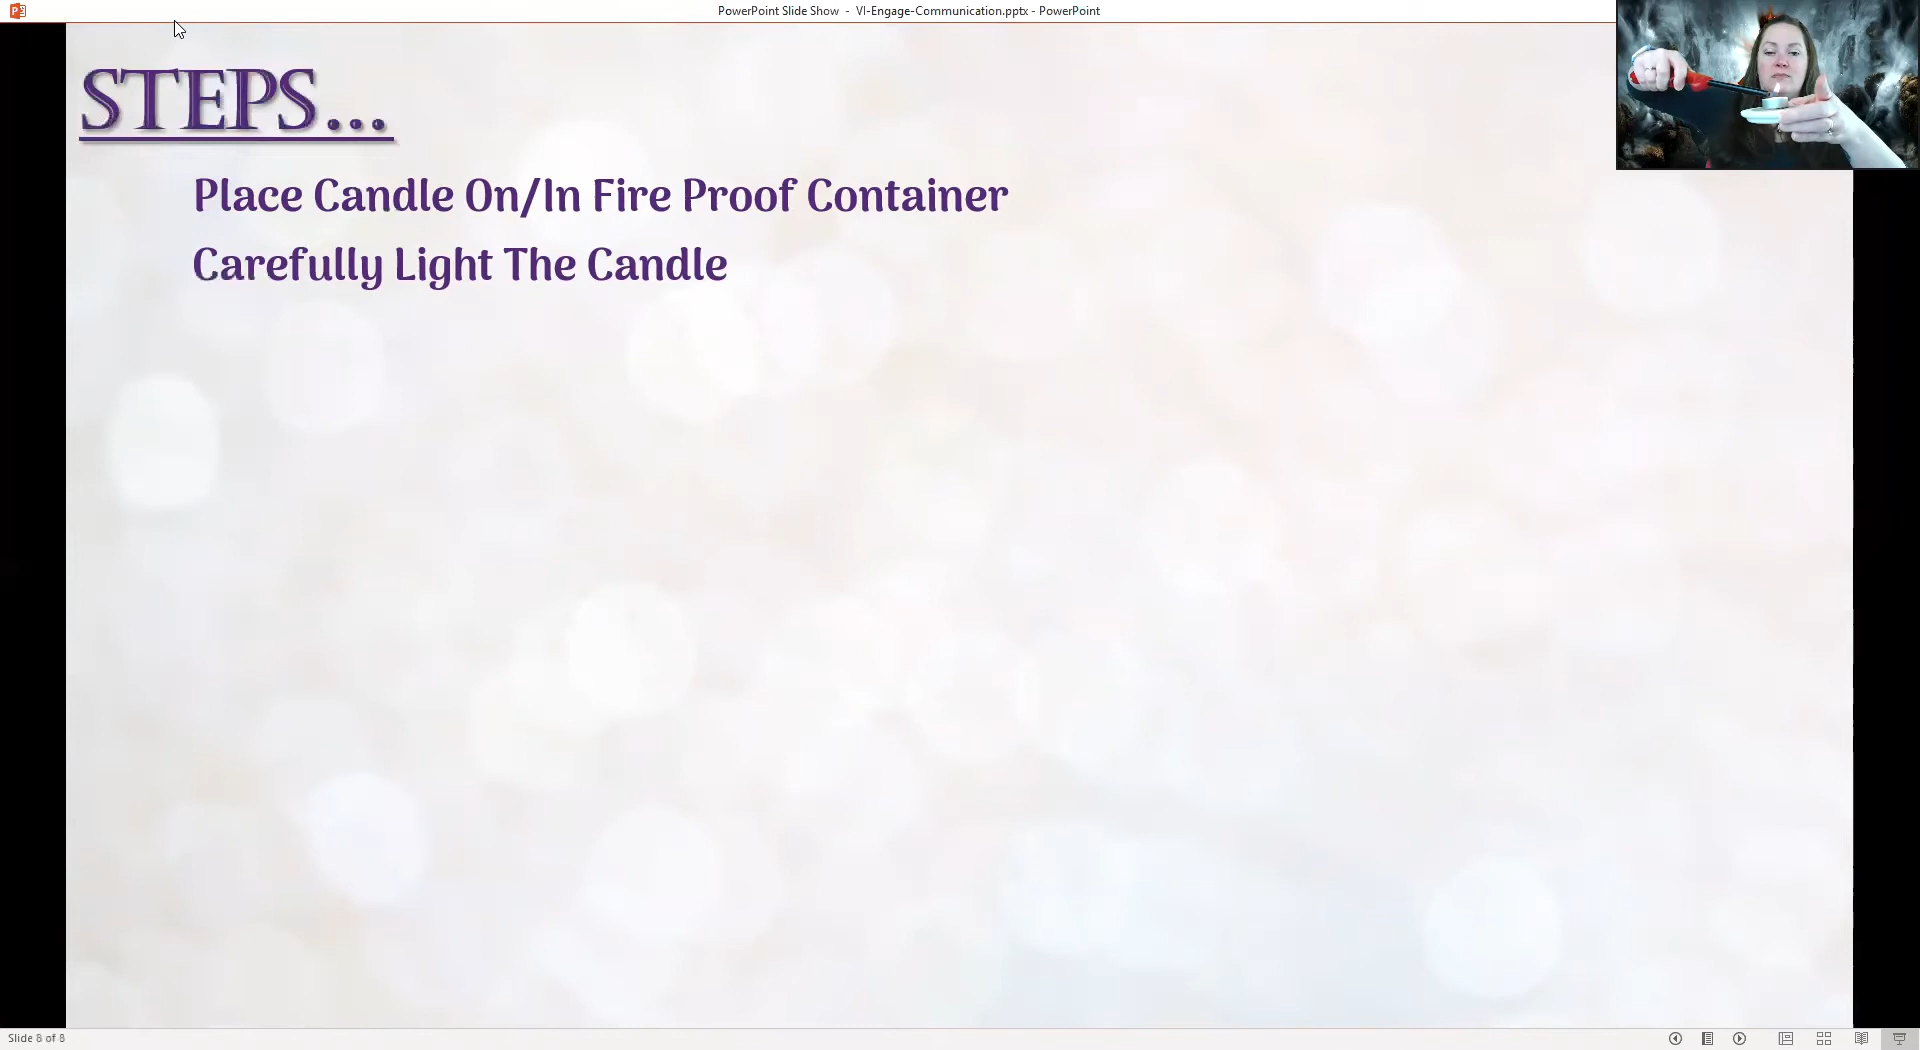 PowerPoint Slide Show - VI-Engage-Communication.pptx - PowerPoint
STEPS...
Place Candle On/In Fire Proof Container
Carefully Light The Candle
Slide 8 of 8